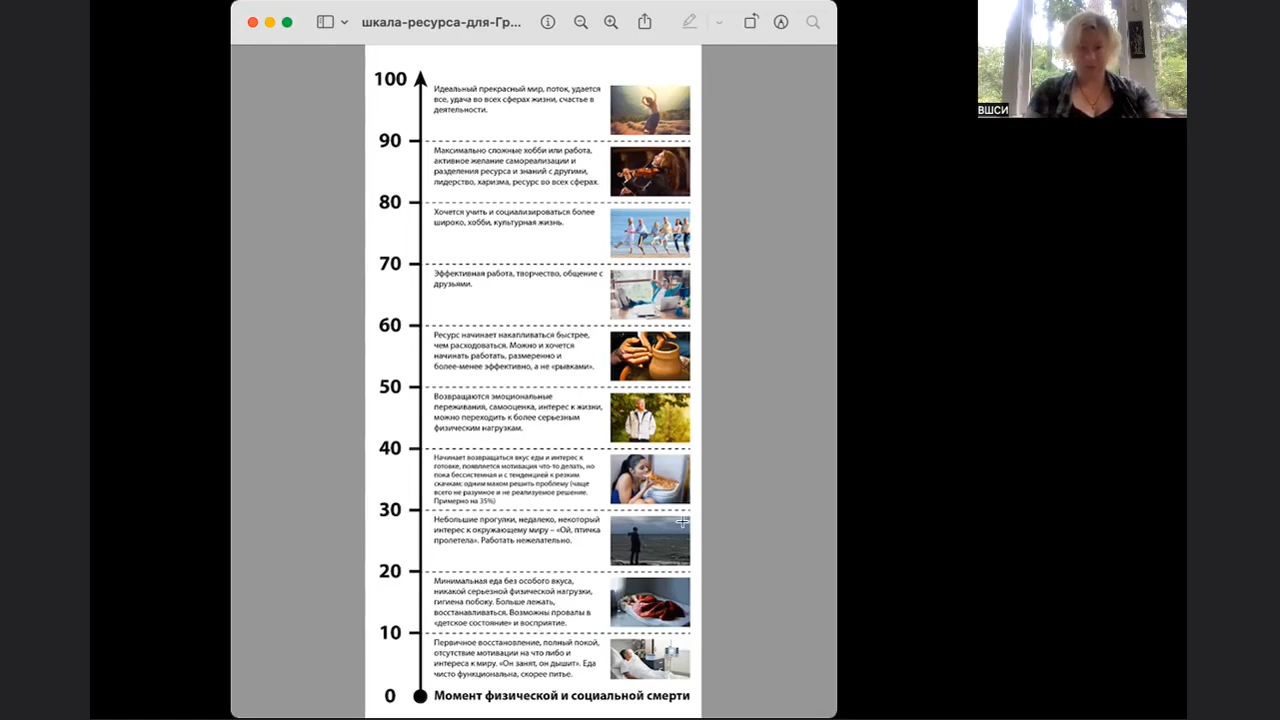 шкала-ресурса-для-Гр...
ВШСИ
100
Идеальный прекрасный мир, поток, удается
все, удача во всех сферах жизни, счастье в
деятельности.
90
Максимально сложные хобби или работа,
активное желание самореализации и
разделения ресурса и знаний с другими,
лидерство, харизма, ресурс во всех сферах.
80
Хочется учить и социализироваться более
широко, хобби, культурная жизнь.
70
Эффективная работа, творчество, общение с
друзьями.
60
Ресурс начинает накапливаться быстрее,
чем расходоваться. Можно и хочется
начинать работать, размеренно и
более-менее эффективно, а не «рывками».
50
Возвращаются эмоциональные
переживания, самооценка, интерес к жизни,
можно переходить к более серьезным
физическим нагрузкам.
40
Начинает возвращаться вкус еды и интерес к
готовке, появляется мотивация что-то делать, но
пока бессистемная и с тенденцией к резким
скачкам: одним махом решить проблему (чаще
всего не разумное и не реализуемое решение.
Примерно на 35%)
30
Небольшие прогулки, недалеко, некоторый
интерес к окружающему миру – «Ой, птичка
пролетела». Работать нежелательно.
20
Минимальная еда без особого вкуса,
никакой серьезной физической нагрузки,
гигиена побоку. Больше лежать,
восстанавливаться. Возможны провалы в
«детское состояние» и восприятие.
10
Первичное восстановление, полный покой,
отсутствие мотивации на что либо и
интереса к миру. «Он занят, он дышит». Еда
чисто функциональна, скорее питье.
0 Момент физической и социальной смерти